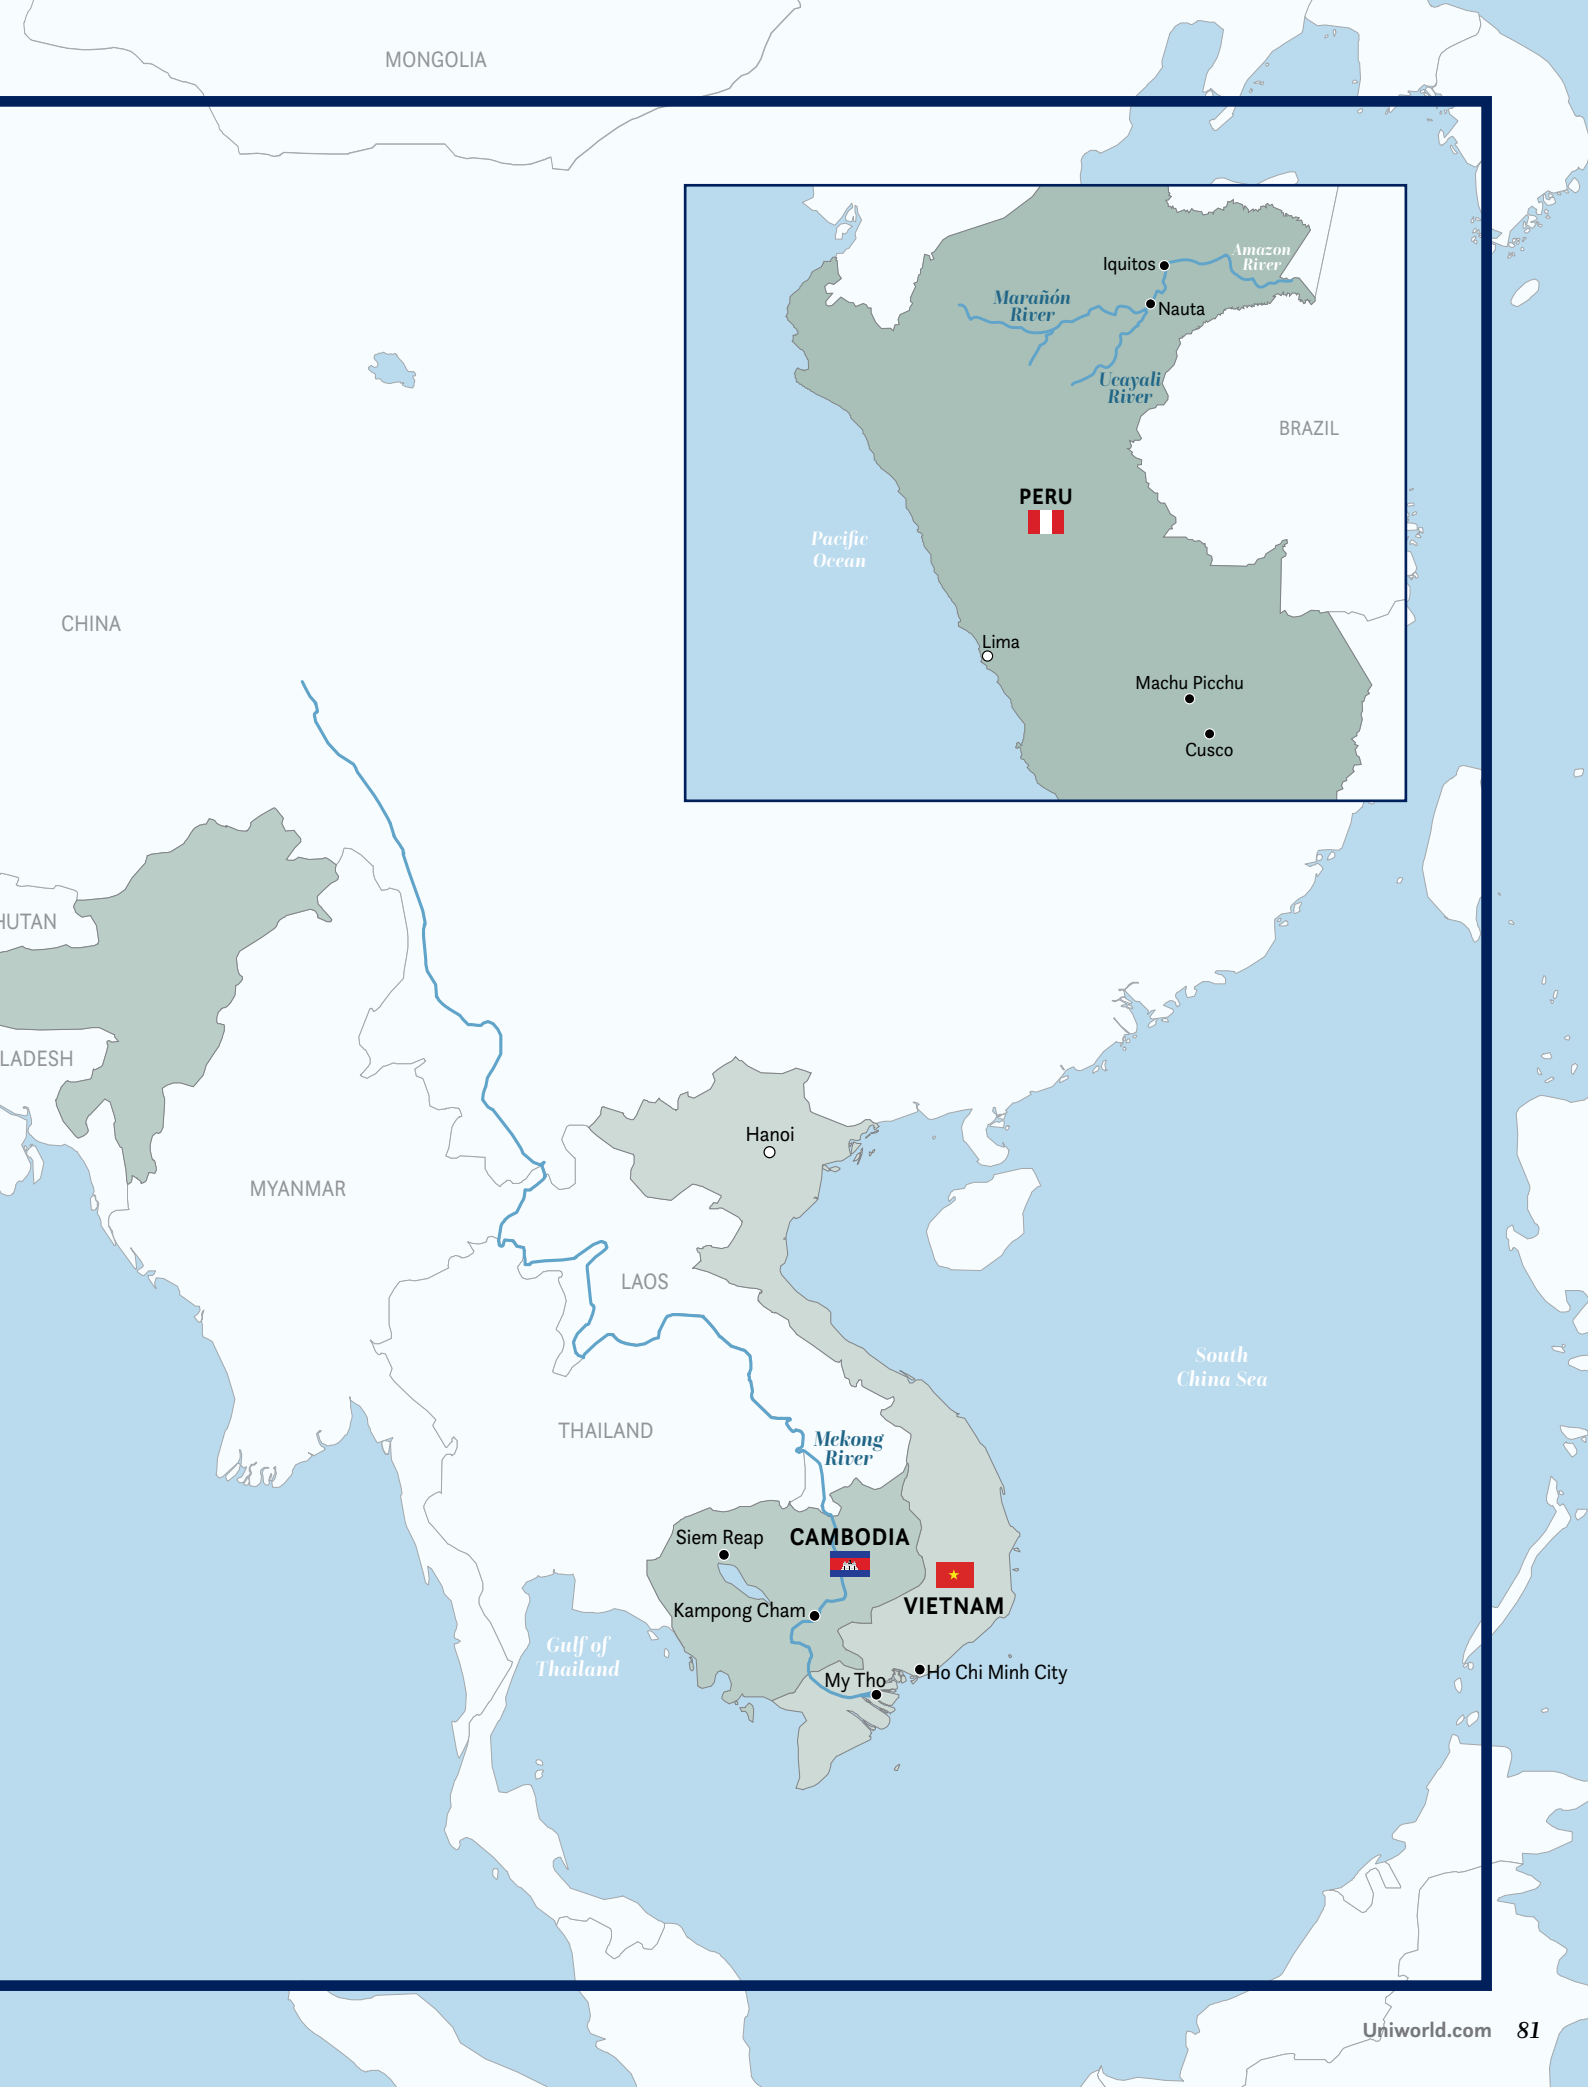 MONGOLIA
Iquitos
Amazon
River
Marañón
River
Nauta
Ucayali
River
BRAZIL
PERU
Pacific
Ocean
CHINA
Lima
Machu Picchu
Cusco
HUTAN
LADESH
Hanoi
MYANMAR
LAOS
South
China Sea
THAILAND
Mekong
River
Siem Reap
CAMBODIA
Kampong Cham
VIETNAM
Gulf of
Thailand
Ho Chi Minh City
My Tho
Uniworld.com 81